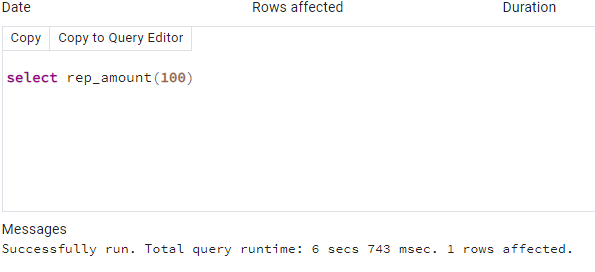 Date Rows affected Duration
Copy Copy to Query Editor
select rep_amount(100)
Messages
Successfully run. Total query runtime: 6 secs 743 msec. 1 rows affected.